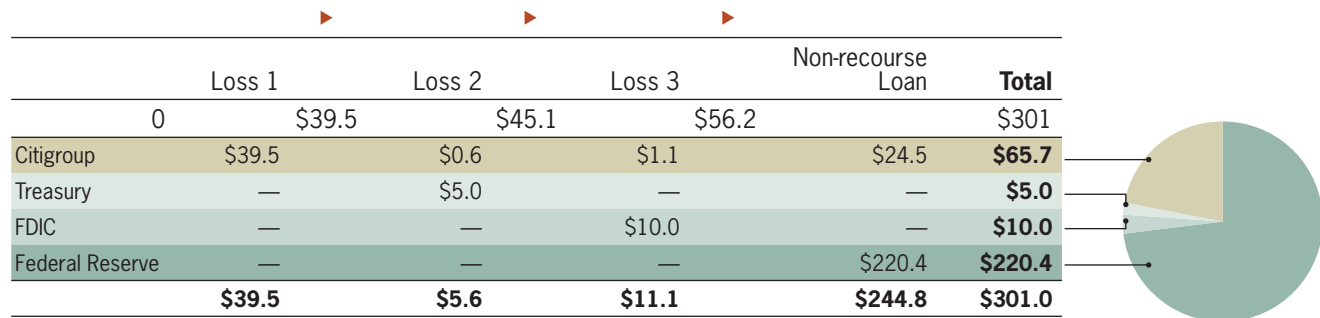 Non-recourse
Loss 1 Loss 2 Loss 3 Loan Total
0 $39.5 $45.1 $56.2 $301
Citigroup $39.5 $0.6 $1.1 $24.5 $65.7
Treasury — $5.0 — — $5.0
FDIC — — $10.0 — $10.0
Federal Reserve — — — $220.4 $220.4
$39.5 $5.6 $11.1 $244.8 $301.0